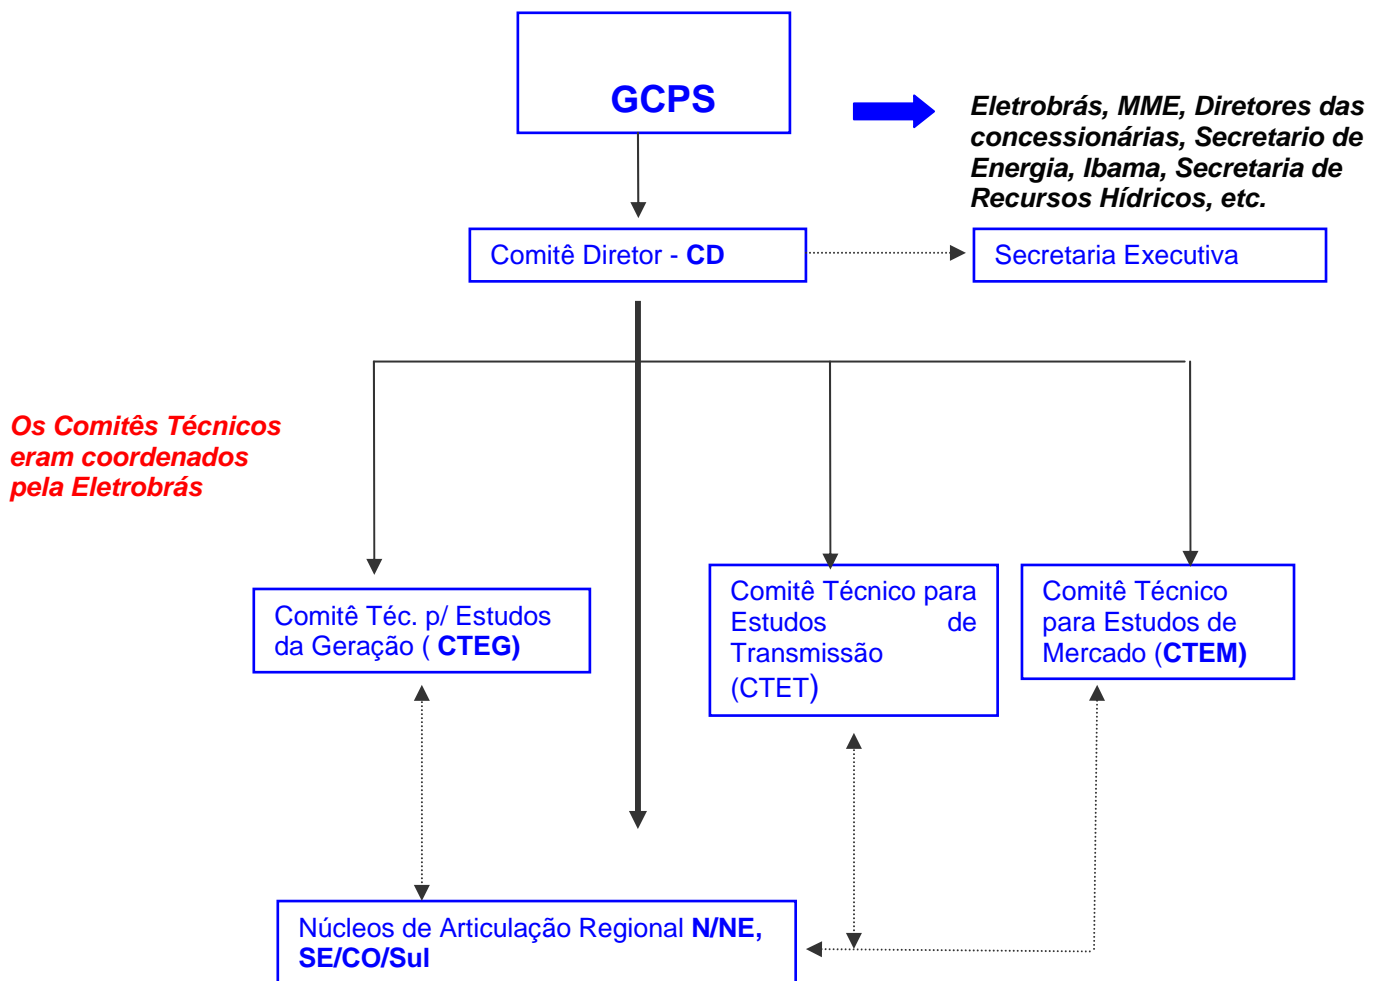 GCPS
Eletrobrás, MME, Diretores das
concessionárias, Secretario de
Energia, Ibama, Secretaria de
Recursos Hídricos, etc.
Comitê Diretor - CD
Secretaria Executiva
Os Comitês Técnicos
eram coordenados
pela Eletrobrás
Comitê Téc. p/ Estudos
da Geração ( CTEG)
Comitê Técnico para
Estudos de
Transmissão
(CTET)
Comitê Técnico
para Estudos de
Mercado (CTEM)
Núcleos de Articulação Regional N/NE,
SE/CO/Sul